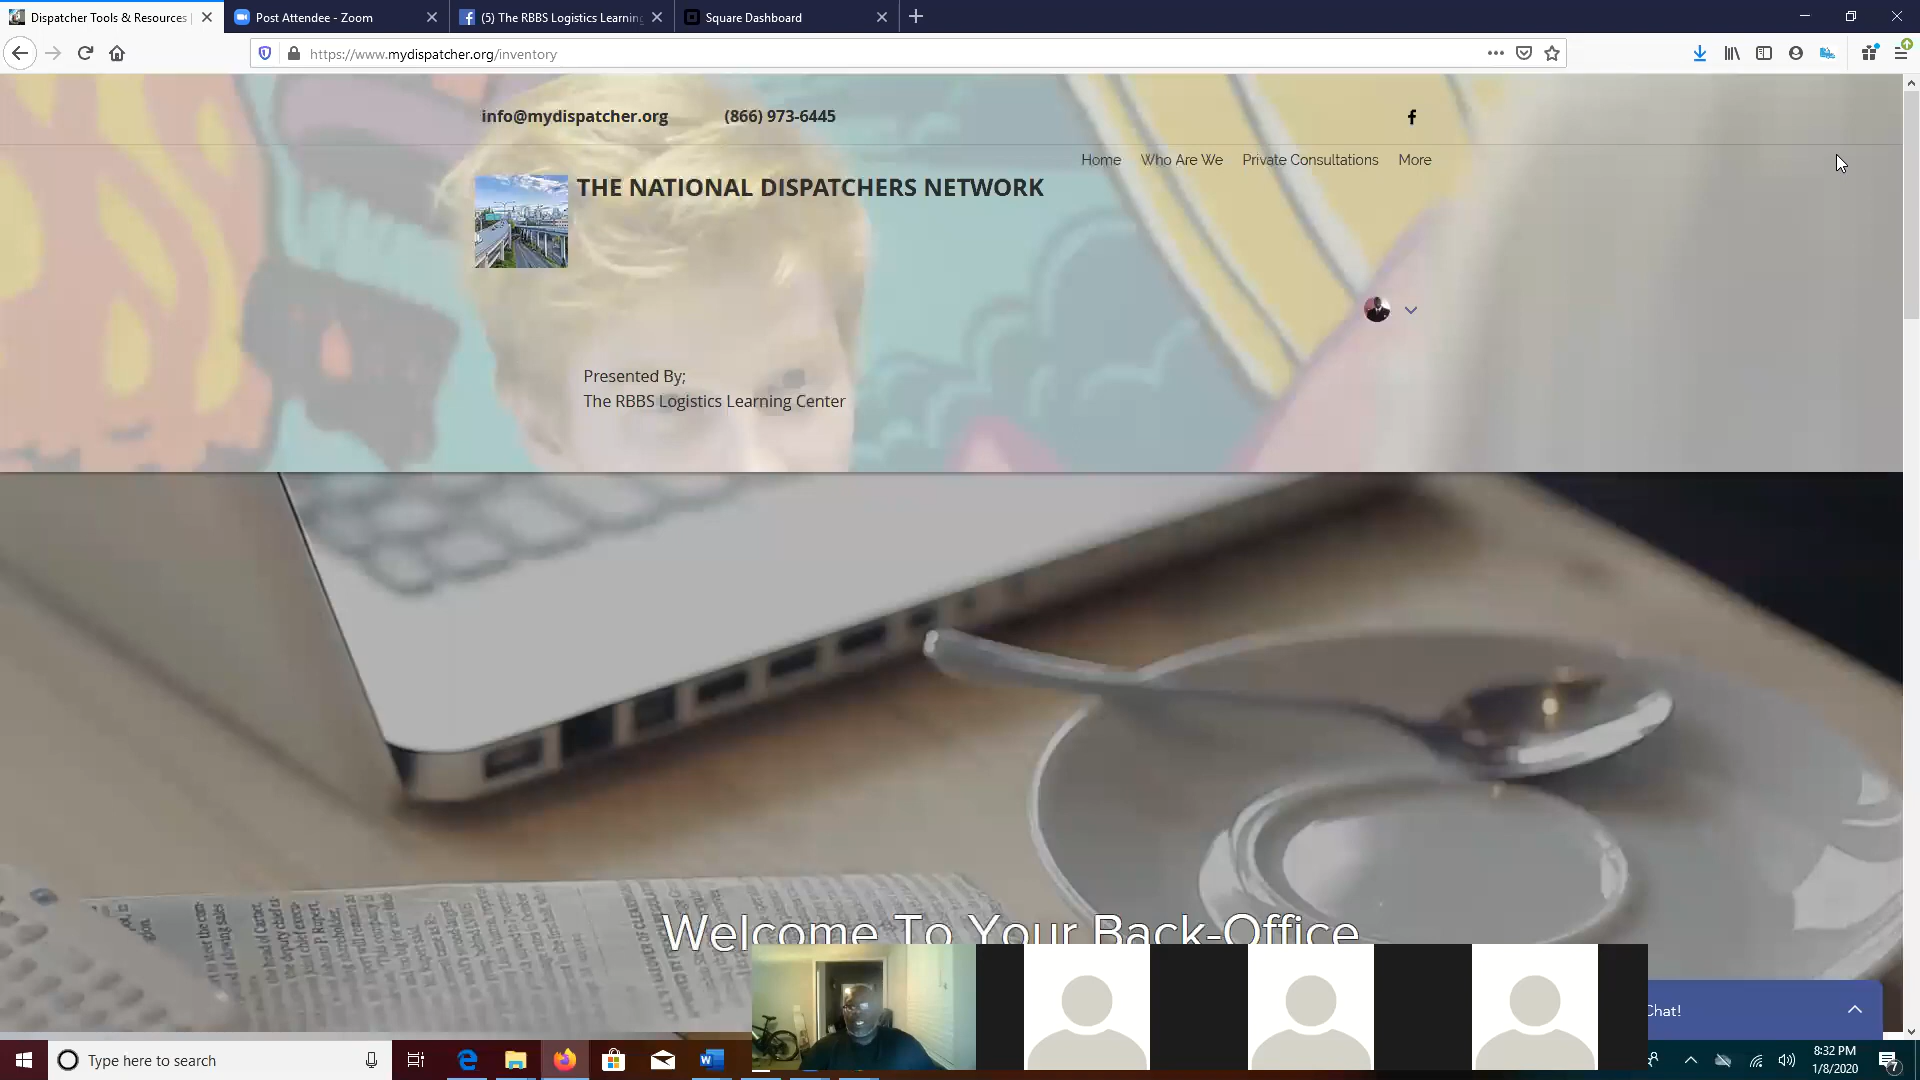 Dispatcher Tools & Resources |
Post Attendee - Zoom
(5) The RBBS Logistics Learning
Square Dashboard
https://www.mydispatcher.org/inventory
info@mydispatcher.org
(866) 973-6445
Home
Who Are We
Private Consultations
More
THE NATIONAL DISPATCHERS NETWORK
Presented By;
The RBBS Logistics Learning Center
Welcome To Your Back-Office
Chat!
Type here to search
8:32 PM
1/8/2020
7